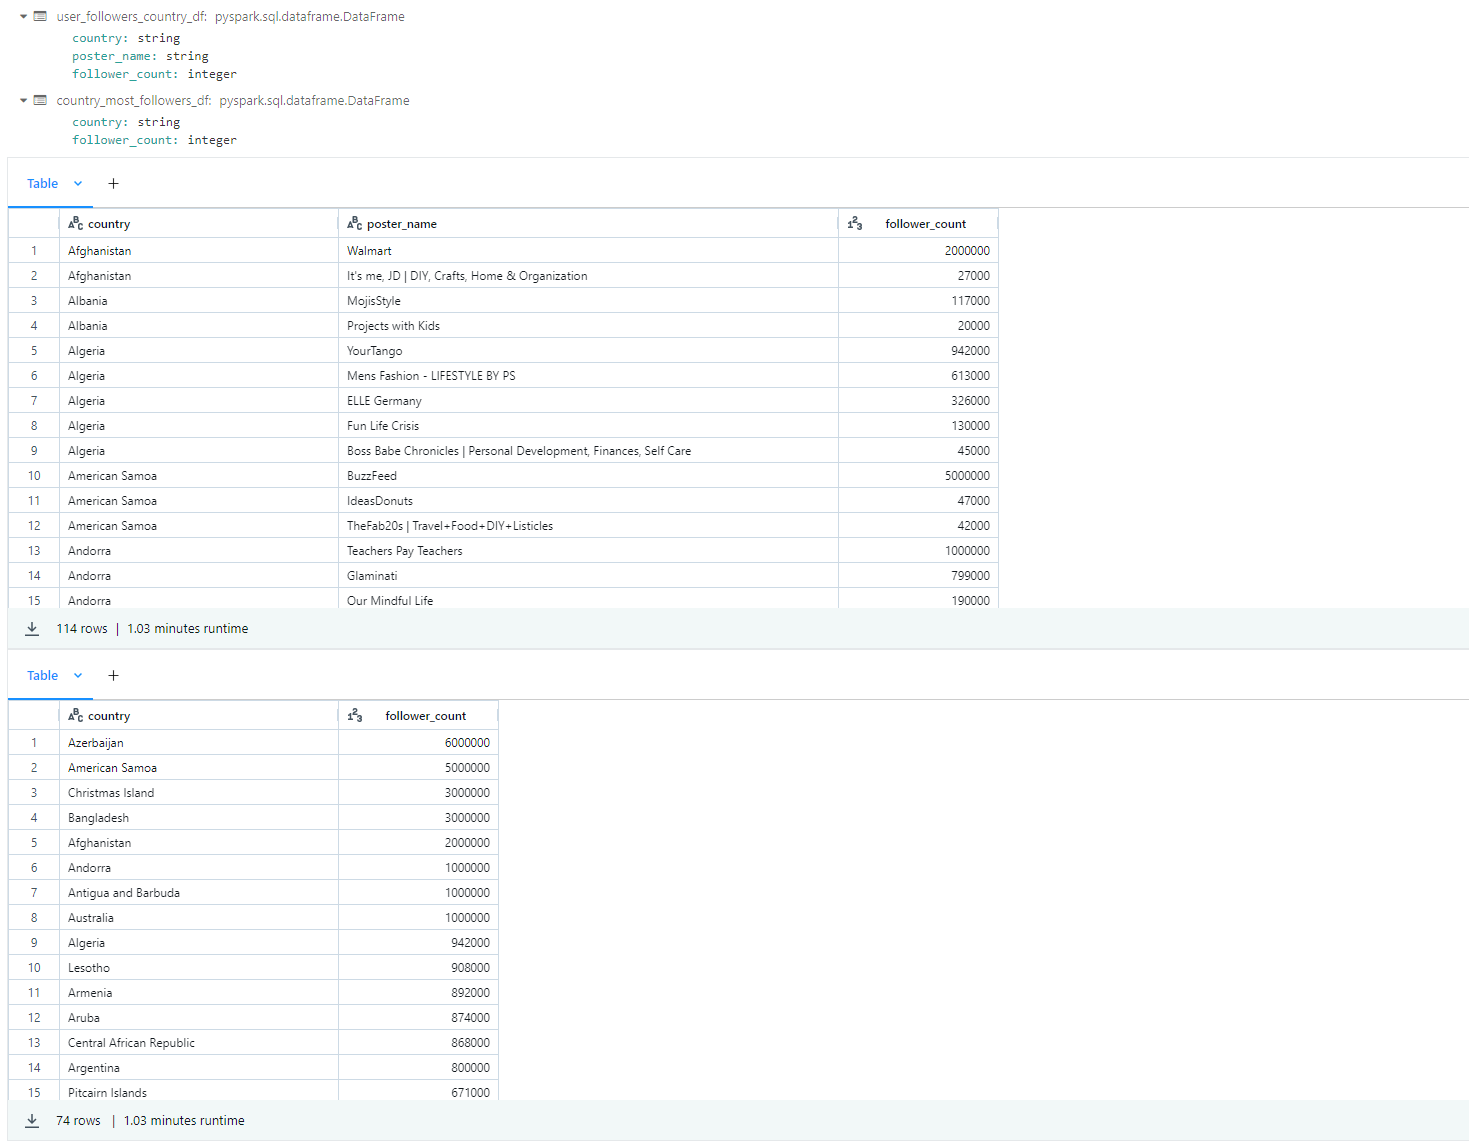 user_followers_country_df: pyspark.sql.dataframe.DataFrame
country: string
poster_name: string
follower_count: integer
country_most_followers_df: pyspark.sql.dataframe.DataFrame
country: string
follower_count: integer
Table +
ABC country ABC poster_name 123 follower_count
1 Afghanistan Walmart 2000000
2 Afghanistan It's me, JD | DIY, Crafts, Home & Organization 27000
3 Albania MojisStyle 117000
4 Albania Projects with Kids 20000
5 Algeria YourTango 942000
6 Algeria Mens Fashion - LIFESTYLE BY PS 613000
7 Algeria ELLE Germany 326000
8 Algeria Fun Life Crisis 130000
9 Algeria Boss Babe Chronicles | Personal Development, Finances, Self Care 45000
10 American Samoa BuzzFeed 5000000
11 American Samoa IdeasDonuts 47000
12 American Samoa TheFab20s | Travel+Food+DIY+Listicles 42000
13 Andorra Teachers Pay Teachers 1000000
14 Andorra Glaminati 799000
15 Andorra Our Mindful Life 190000
114 rows | 1.03 minutes runtime
Table +
ABC country 123 follower_count
1 Azerbaijan 6000000
2 American Samoa 5000000
3 Christmas Island 3000000
4 Bangladesh 3000000
5 Afghanistan 2000000
6 Andorra 1000000
7 Antigua and Barbuda 1000000
8 Australia 1000000
9 Algeria 942000
10 Lesotho 908000
11 Armenia 892000
12 Aruba 874000
13 Central African Republic 868000
14 Argentina 800000
15 Pitcairn Islands 671000
74 rows | 1.03 minutes runtime